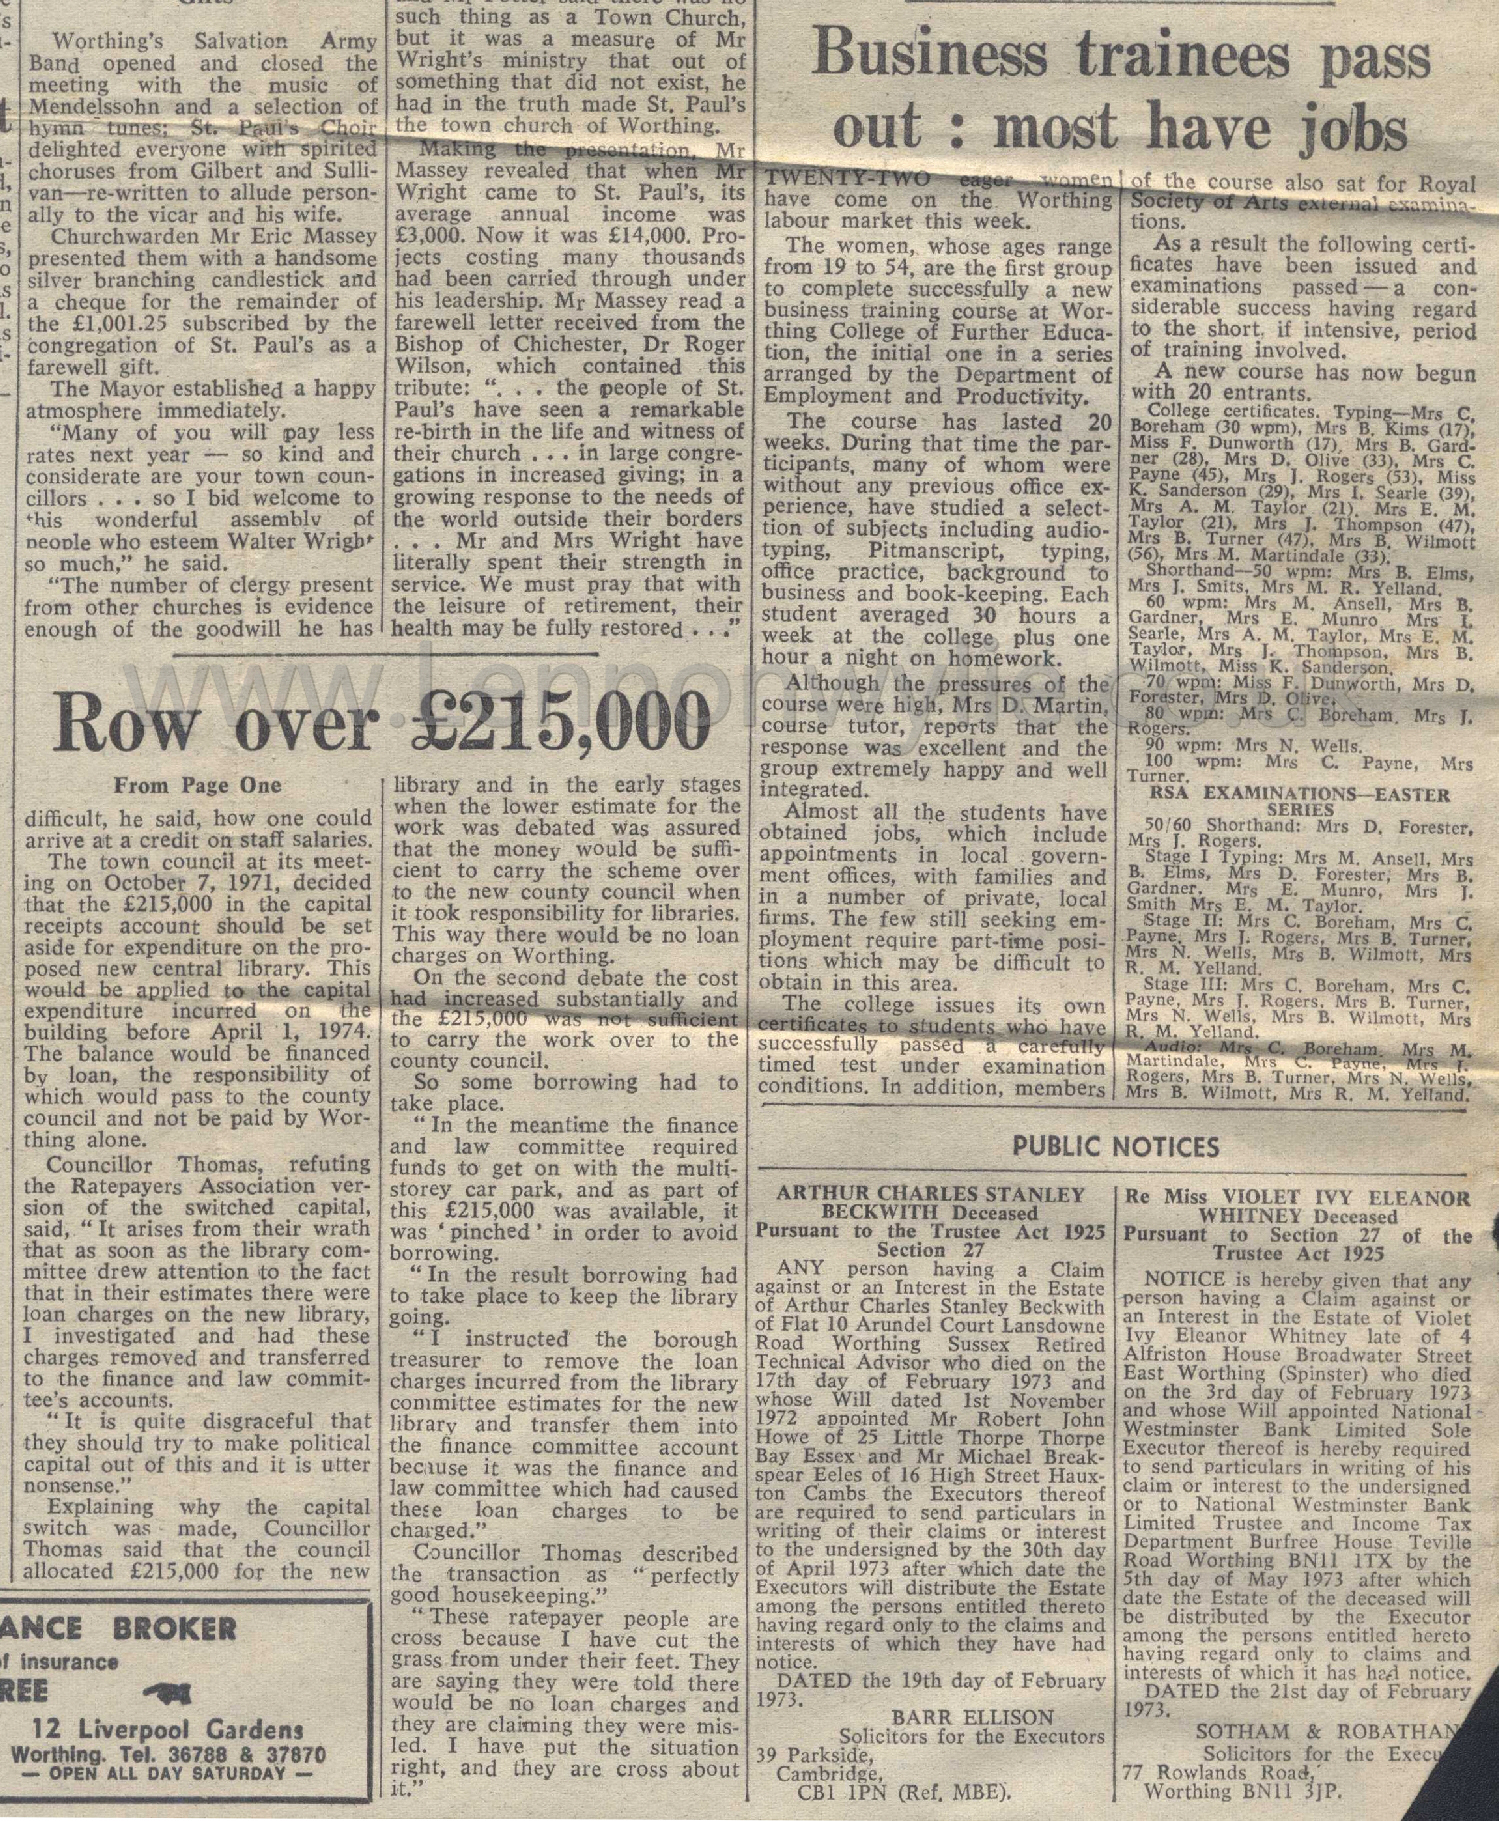 Worthing's Salvation Army
Band opened and closed the
meeting with the music of
Mendelssohn and a selection of
hymn tunes; St. Paul's Choir
delighted everyone with spirited
choruses from Gilbert and Sulli-
van—re-written to allude person-
ally to the vicar and his wife.
Churchwarden Mr Eric Massey
presented them with a handsome
silver branching candlestick and
a cheque for the remainder of
the £1,001.25 subscribed by the
congregation of St. Paul's as a
farewell gift.
The Mayor established a happy
atmosphere immediately.
"Many of you will pay less
rates next year — so kind and
considerate are your town coun-
cillors . . . so I bid welcome to
this wonderful assembly of
people who esteem Walter Wright
so much," he said.
"The number of clergy present
from other churches is evidence
enough of the goodwill he has
such thing as a Town Church,
but it was a measure of Mr
Wright's ministry that out of
something that did not exist, he
had in the truth made St. Paul's
the town church of Worthing.
Making the presentation, Mr
Massey revealed that when Mr
Wright came to St. Paul's, its
average annual income was
£3,000. Now it was £14,000. Pro-
jects costing many thousands
had been carried through under
his leadership. Mr Massey read a
farewell letter received from the
Bishop of Chichester, Dr Roger
Wilson, which contained this
tribute: ". . . the people of St.
Paul's have seen a remarkable
re-birth in the life and witness of
their church . . . in large congre-
gations in increased giving; in a
growing response to the needs of
the world outside their borders
. . . Mr and Mrs Wright have
literally spent their strength in
service. We must pray that with
the leisure of retirement, their
health may be fully restored . . ."
Row over £215,000
From Page One
difficult, he said, how one could
arrive at a credit on staff salaries.
The town council at its meet-
ing on October 7, 1971, decided
that the £215,000 in the capital
receipts account should be set
aside for expenditure on the pro-
posed new central library. This
would be applied to the capital
expenditure incurred on the
building before April 1, 1974.
The balance would be financed
by loan, the responsibility of
which would pass to the county
council and not be paid by Wor-
thing alone.
Councillor Thomas, refuting
the Ratepayers Association ver-
sion of the switched capital,
said, "It arises from their wrath
that as soon as the library com-
mittee drew attention to the fact
that in their estimates there were
loan charges on the new library,
I investigated and had these
charges removed and transferred
to the finance and law commit-
tee's accounts.
"It is quite disgraceful that
they should try to make political
capital out of this and it is utter
nonsense."
Explaining why the capital
switch was made, Councillor
Thomas said that the council
allocated £215,000 for the new
library and in the early stages
when the lower estimate for the
work was debated was assured
that the money would be suffi-
cient to carry the scheme over
to the new county council when
it took responsibility for libraries.
This way there would be no loan
charges on Worthing.
On the second debate the cost
had increased substantially and
the £215,000 was not sufficient
to carry the work over to the
county council.
So some borrowing had to
take place.
"In the meantime the finance
and law committee required
funds to get on with the multi-
storey car park, and as part of
this £215,000 was available, it
was 'pinched' in order to avoid
borrowing.
"In the result borrowing had
to take place to keep the library
going.
"I instructed the borough
treasurer to remove the loan
charges incurred from the library
committee estimates for the new
library and transfer them into
the finance committee account
because it was the finance and
law committee which had caused
these loan charges to be
charged."
Councillor Thomas described
the transaction as "perfectly
good housekeeping."
"These ratepayer people are
cross because I have cut the
grass from under their feet. They
are saying they were told there
would be no loan charges and
they are claiming they were mis-
led. I have put the situation
right, and they are cross about
it."
ANCE BROKER
of insurance
REE
12 Liverpool Gardens
Worthing. Tel. 36788 & 37870
— OPEN ALL DAY SATURDAY —
Business trainees pass
out : most have jobs
TWENTY-TWO eager women
have come on the Worthing
labour market this week.
The women, whose ages range
from 19 to 54, are the first group
to complete successfully a new
business training course at Wor-
thing College of Further Educa-
tion, the initial one in a series
arranged by the Department of
Employment and Productivity.
The course has lasted 20
weeks. During that time the par-
ticipants, many of whom were
without any previous office ex-
perience, have studied a select-
tion of subjects including audio-
typing, Pitmanscript, typing,
office practice, background to
business and book-keeping. Each
student averaged 30 hours a
week at the college plus one
hour a night on homework.
Although the pressures of the
course were high, Mrs D. Martin,
course tutor, reports that the
response was excellent and the
group extremely happy and well
integrated.
Almost all the students have
obtained jobs, which include
appointments in local govern-
ment offices, with families and
in a number of private, local
firms. The few still seeking em-
ployment require part-time posi-
tions which may be difficult to
obtain in this area.
The college issues its own
certificates to students who have
successfully passed a carefully
timed test under examination
conditions. In addition, members
of the course also sat for Royal
Society of Arts external examina-
tions.
As a result the following certi-
ficates have been issued and
examinations passed — a con-
siderable success having regard
to the short, if intensive, period
of training involved.
A new course has now begun
with 20 entrants.
College certificates. Typing—Mrs C.
Boreham (30 wpm), Mrs B. Kims (17),
Miss F. Dunworth (17), Mrs B. Gard-
ner (28), Mrs D. Olive (33), Mrs C.
Payne (45), Mrs J. Rogers (53), Miss
K. Sanderson (29), Mrs I. Searle (39),
Mrs A. M. Taylor (21), Mrs E. M.
Taylor (21), Mrs J. Thompson (47),
Mrs B. Turner (47), Mrs B. Wilmott
(56), Mrs M. Martindale (33).
Shorthand—50 wpm: Mrs B. Elms,
Mrs J. Smits, Mrs M. R. Yelland.
60 wpm: Mrs M. Ansell, Mrs B.
Gardner, Mrs E. Munro Mrs I.
Searle, Mrs A. M. Taylor, Mrs E. M.
Taylor, Mrs J. Thompson, Mrs B.
Wilmott, Miss K. Sanderson.
70 wpm: Miss F. Dunworth, Mrs D.
Forester, Mrs D. Olive.
80 wpm: Mrs C. Boreham, Mrs J.
Rogers.
90 wpm: Mrs N. Wells.
100 wpm: Mrs C. Payne, Mrs
Turner.
RSA EXAMINATIONS—EASTER
SERIES
50/60 Shorthand: Mrs D. Forester,
Mrs J. Rogers.
Stage I Typing: Mrs M. Ansell, Mrs
B. Elms, Mrs D. Forester, Mrs B.
Gardner, Mrs E. Munro, Mrs J.
Smith Mrs E. M. Taylor.
Stage II: Mrs C. Boreham, Mrs C.
Payne, Mrs J. Rogers, Mrs B. Turner,
Mrs N. Wells, Mrs B. Wilmott, Mrs
R. M. Yelland.
Stage III: Mrs C. Boreham, Mrs C.
Payne, Mrs J. Rogers, Mrs B. Turner,
Mrs N. Wells, Mrs B. Wilmott, Mrs
R. M. Yelland.
Audio: Mrs C. Boreham, Mrs M.
Martindale, Mrs C. Payne, Mrs J.
Rogers, Mrs B. Turner, Mrs N. Wells,
Mrs B. Wilmott, Mrs R. M. Yelland.
PUBLIC NOTICES
ARTHUR CHARLES STANLEY
BECKWITH Deceased
Pursuant to the Trustee Act 1925
Section 27
ANY person having a Claim
against or an Interest in the Estate
of Arthur Charles Stanley Beckwith
of Flat 10 Arundel Court Lansdowne
Road Worthing Sussex Retired
Technical Advisor who died on the
17th day of February 1973 and
whose Will dated 1st November
1972 appointed Mr Robert John
Howe of 25 Little Thorpe Thorpe
Bay Essex and Mr Michael Break-
spear Eeles of 16 High Street Haux-
ton Cambs the Executors thereof
are required to send particulars in
writing of their claims or interest
to the undersigned by the 30th day
of April 1973 after which date the
Executors will distribute the Estate
among the persons entitled thereto
having regard only to the claims and
interests of which they have had
notice.
DATED the 19th day of February
1973.
BARR ELLISON
Solicitors for the Executors
39 Parkside,
Cambridge,
CB1 1PN (Ref. MBE).
Re Miss VIOLET IVY ELEANOR
WHITNEY Deceased
Pursuant to Section 27 of the
Trustee Act 1925
NOTICE is hereby given that any
person having a Claim against or
an Interest in the Estate of Violet
Ivy Eleanor Whitney late of 4
Alfriston House Broadwater Street
East Worthing (Spinster) who died
on the 3rd day of February 1973
and whose Will appointed National
Westminster Bank Limited Sole
Executor thereof is hereby required
to send particulars in writing of his
claim or interest to the undersigned
or to National Westminster Bank
Limited Trustee and Income Tax
Department Burfree House Teville
Road Worthing BN11 1TX by the
5th day of May 1973 after which
date the Estate of the deceased will
be distributed by the Executor
among the persons entitled hereto
having regard only to claims and
interests of which it has had notice.
DATED the 21st day of February
1973.
SOTHAM & ROBATHAN
Solicitors for the Execu
77 Rowlands Road,
Worthing BN11 3JP.